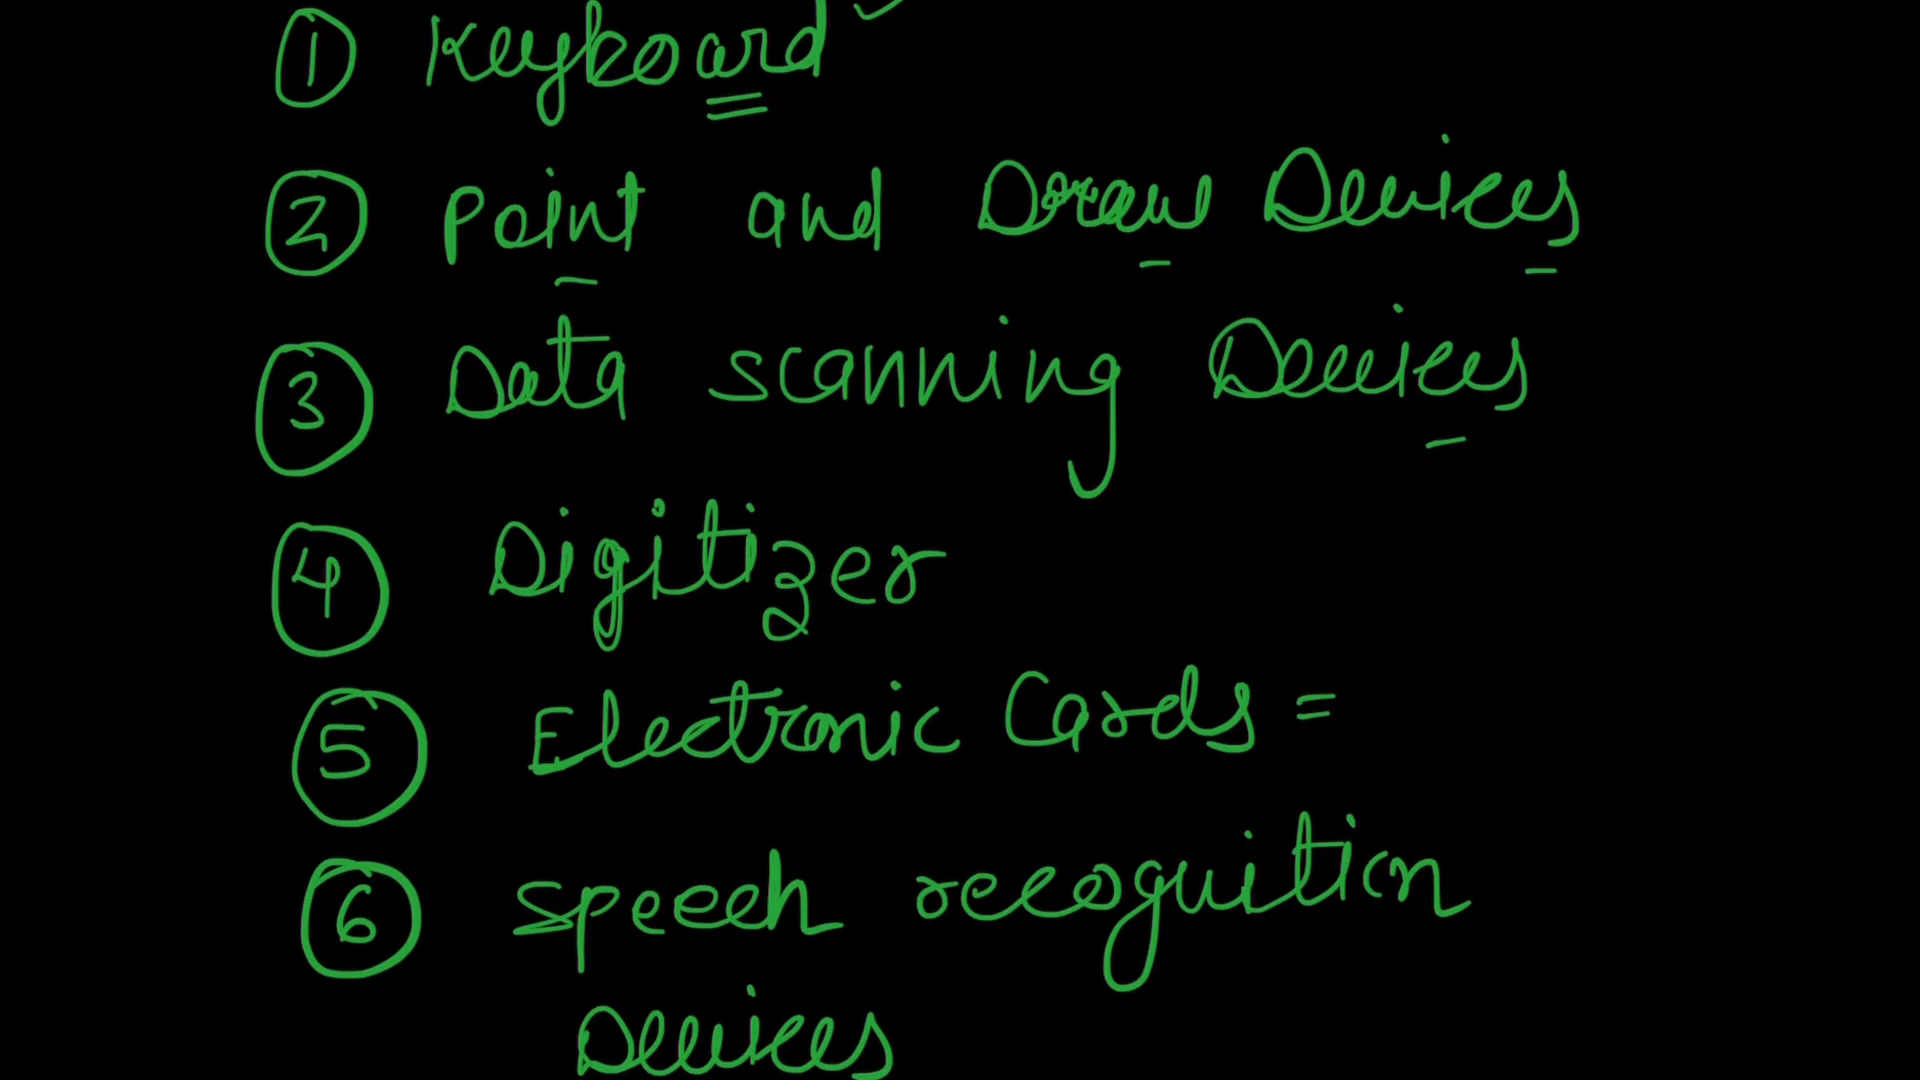 1 Keyboard
2 Point and Draw Devices
3 Data scanning Devices
4 Digitizer
5 Electronic Cards =
6 speech recognition
Devices